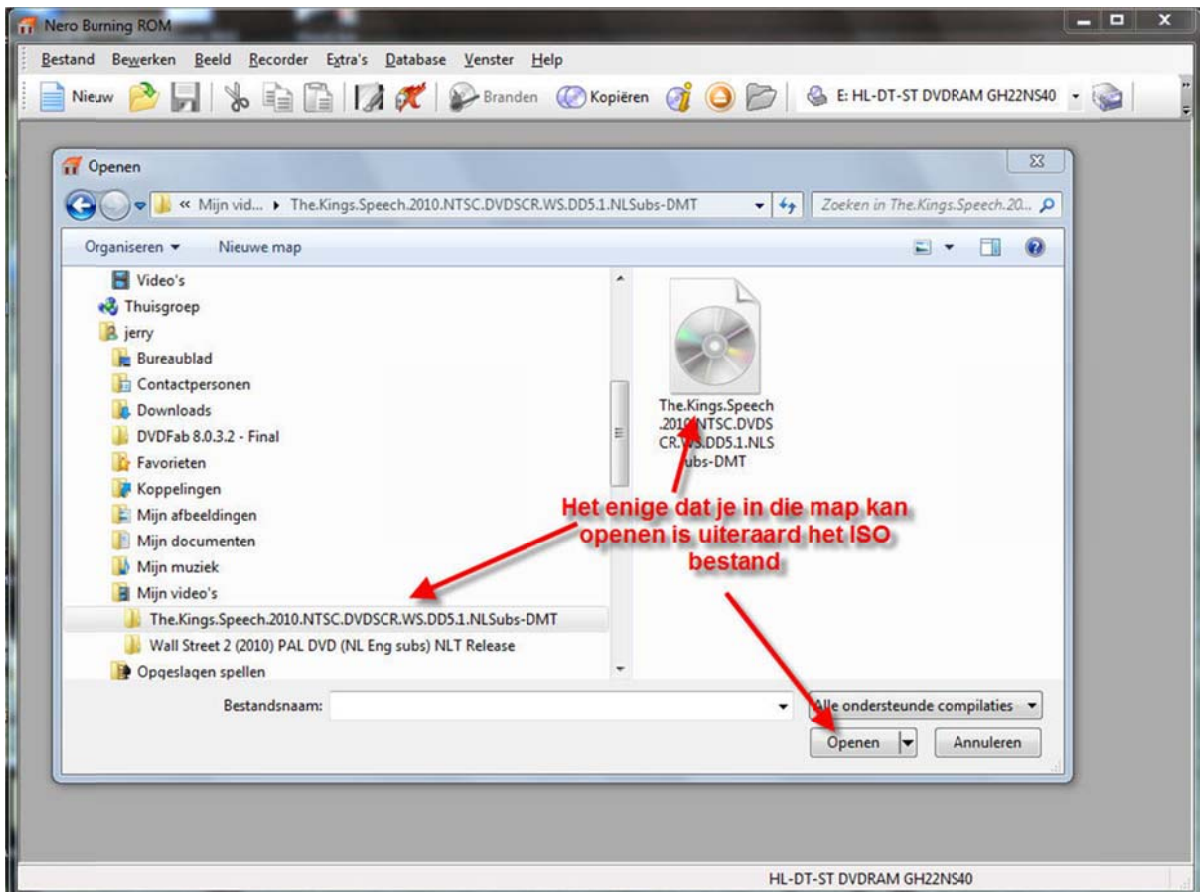 Nero Burning ROM
Bestand Bewerken Beeld Recorder Extra's Database Venster Help
Nieuw Branden Kopiëren E: HL-DT-ST DVDRAM GH22NS40
Openen
« Mijn vid... The.Kings.Speech.2010.NTSC.DVDSCR.WS.DD5.1.NLSubs-DMT Zoeken in The.Kings.Speech.20...
Organiseren Nieuwe map
Video's
Thuisgroep
jerry
Bureaublad
Contactpersonen
Downloads
DVDFab 8.0.3.2 - Final
Favorieten
Koppelingen
Mijn afbeeldingen
Mijn documenten
Mijn muziek
Mijn video's
The.Kings.Speech.2010.NTSC.DVDSCR.WS.DD5.1.NLSubs-DMT
Wall Street 2 (2010) PAL DVD (NL Eng subs) NLT Release
Opgeslagen spellen
The.Kings.Speech
.2010.NTSC.DVDS
CR.WS.DD5.1.NLS
ubs-DMT
Het enige dat je in die map kan
openen is uiteraard het ISO
bestand
Bestandsnaam: Alle ondersteunde compilaties
Openen Annuleren
HL-DT-ST DVDRAM GH22NS40